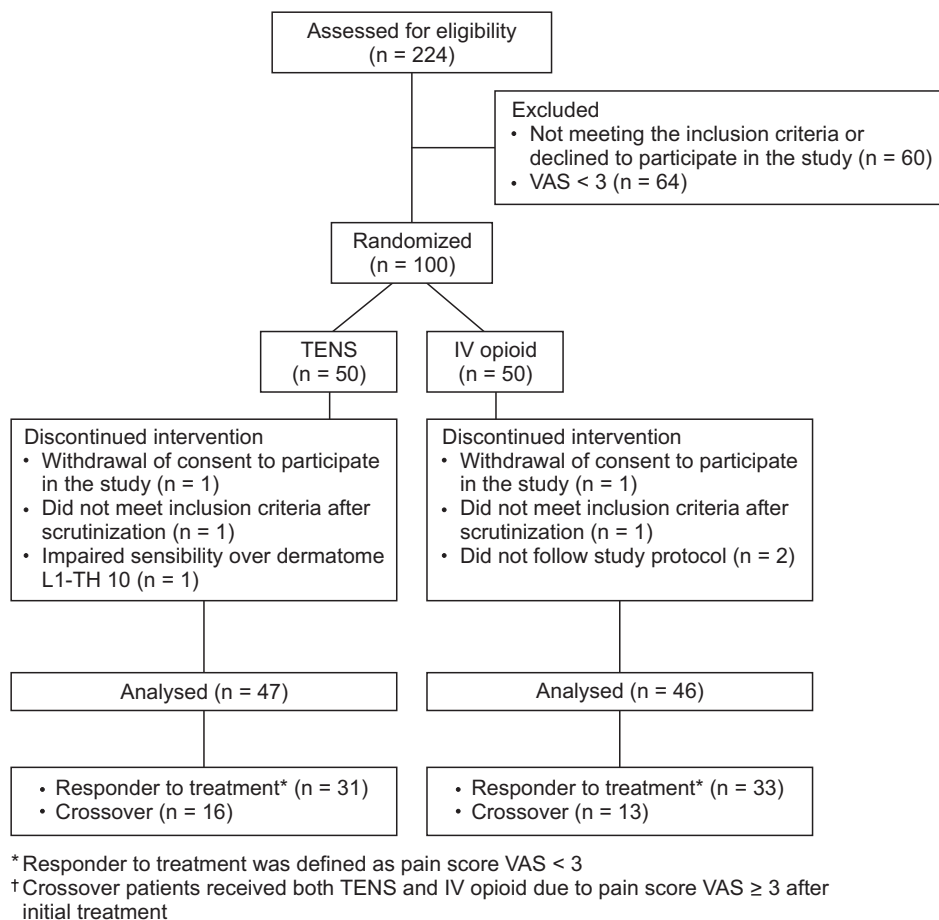 Assessed for eligibility
(n = 224)
Excluded
• Not meeting the inclusion criteria or
declined to participate in the study (n = 60)
• VAS < 3 (n = 64)
Randomized
(n = 100)
TENS
(n = 50)
IV opioid
(n = 50)
Discontinued intervention
• Withdrawal of consent to participate
in the study (n = 1)
• Did not meet inclusion criteria after
scrutinization (n = 1)
• Impaired sensibility over dermatome
L1-TH 10 (n = 1)
Discontinued intervention
• Withdrawal of consent to participate
in the study (n = 1)
• Did not meet inclusion criteria after
scrutinization (n = 1)
• Did not follow study protocol (n = 2)
Analysed (n = 47)
Analysed (n = 46)
• Responder to treatment* (n = 31)
• Crossover (n = 16)
• Responder to treatment* (n = 33)
• Crossover (n = 13)
* Responder to treatment was defined as pain score VAS < 3
† Crossover patients received both TENS and IV opioid due to pain score VAS ≥ 3 after
initial treatment